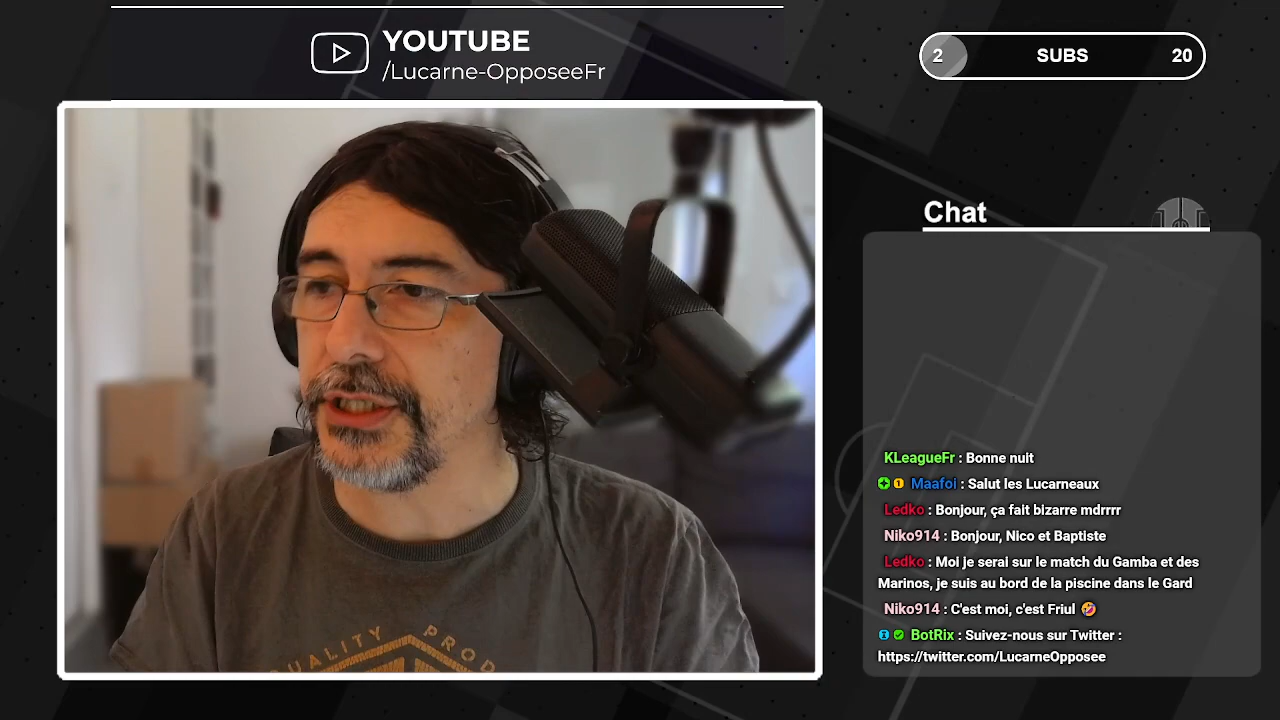 YOUTUBE
/Lucarne-OpposeeFr
2 SUBS 20
Chat
KLeagueFr : Bonne nuit
Maafoi : Salut les Lucarneaux
Ledko : Bonjour, ça fait bizarre mdrrrr
Niko914 : Bonjour, Nico et Baptiste
Ledko : Moi je serai sur le match du Gamba et des
Marinos, je suis au bord de la piscine dans le Gard
Niko914 : C'est moi, c'est Friul 🤣
BotRix : Suivez-nous sur Twitter :
https://twitter.com/LucarneOpposee
QUALITY PROD